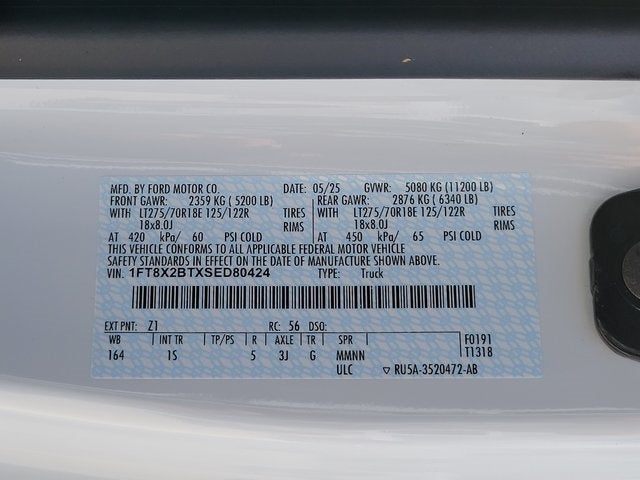 MFD. BY FORD MOTOR CO. DATE: 05/25 GVWR: 5080 KG (11200 LB)
FRONT GAWR: 2359 KG (5200 LB) REAR GAWR: 2876 KG (6340 LB)
WITH LT275/70R18E 125/122R TIRES WITH LT275/70R18E 125/122R TIRES
18x8.0J RIMS 18x8.0J RIMS
AT 420 kPa/ 60 PSI COLD AT 450 kPa/ 65 PSI COLD
THIS VEHICLE CONFORMS TO ALL APPLICABLE FEDERAL MOTOR VEHICLE
SAFETY STANDARDS IN EFFECT ON THE DATE OF MANUFACTURE SHOWN ABOVE.
VIN: 1FT8X2BTXSED80424 TYPE: Truck
EXT PNT: Z1 RC: 56 DSO:
WB INT TR TP/PS R AXLE TR SPR F0191
164 1S 5 3J G MMNN T1318
ULC ▽ RU5A-3520472-AB